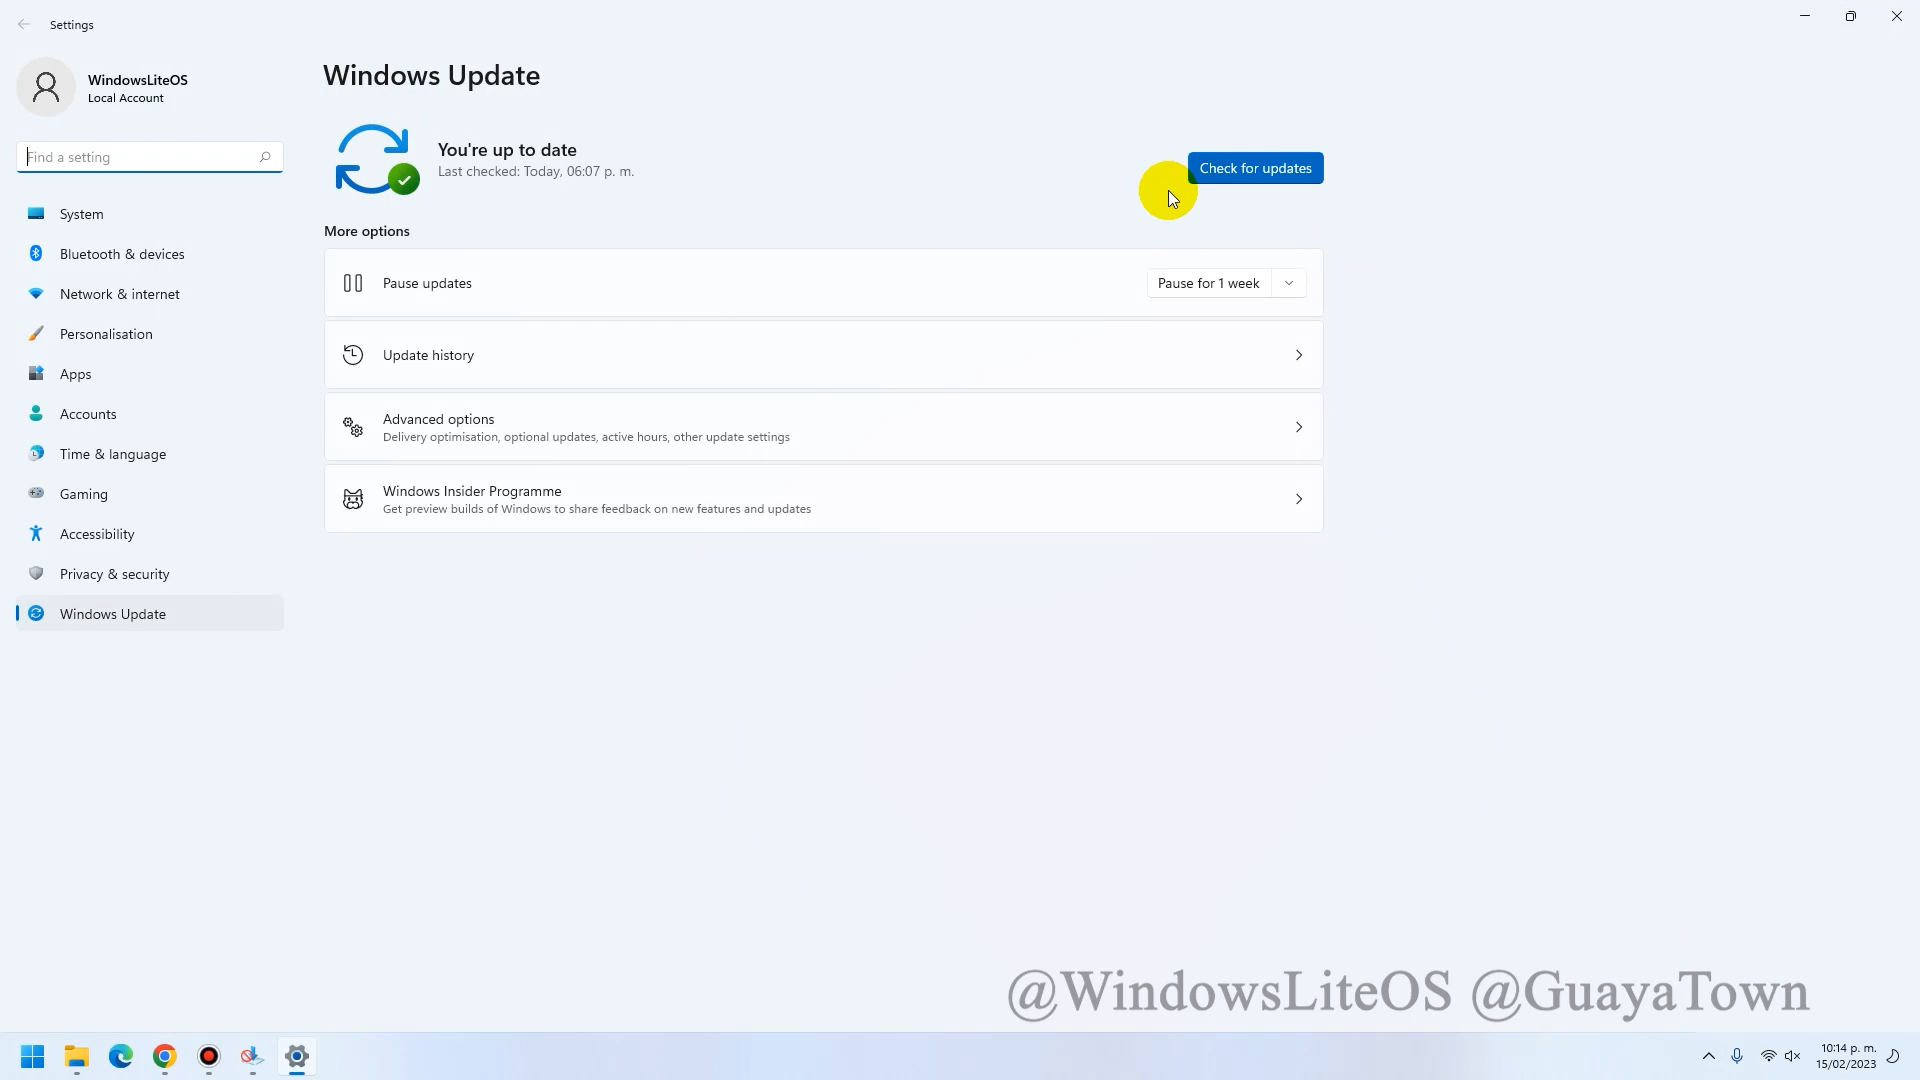 Settings
WindowsLiteOS
Local Account
Find a setting
System
Bluetooth & devices
Network & internet
Personalisation
Apps
Accounts
Time & language
Gaming
Accessibility
Privacy & security
Windows Update
Windows Update
You're up to date
Last checked: Today, 06:07 p. m.
Check for updates
More options
Pause updates
Pause for 1 week
Update history
Advanced options
Delivery optimisation, optional updates, active hours, other update settings
Windows Insider Programme
Get preview builds of Windows to share feedback on new features and updates
@WindowsLiteOS @GuayaTown
10:14 p. m.
15/02/2023